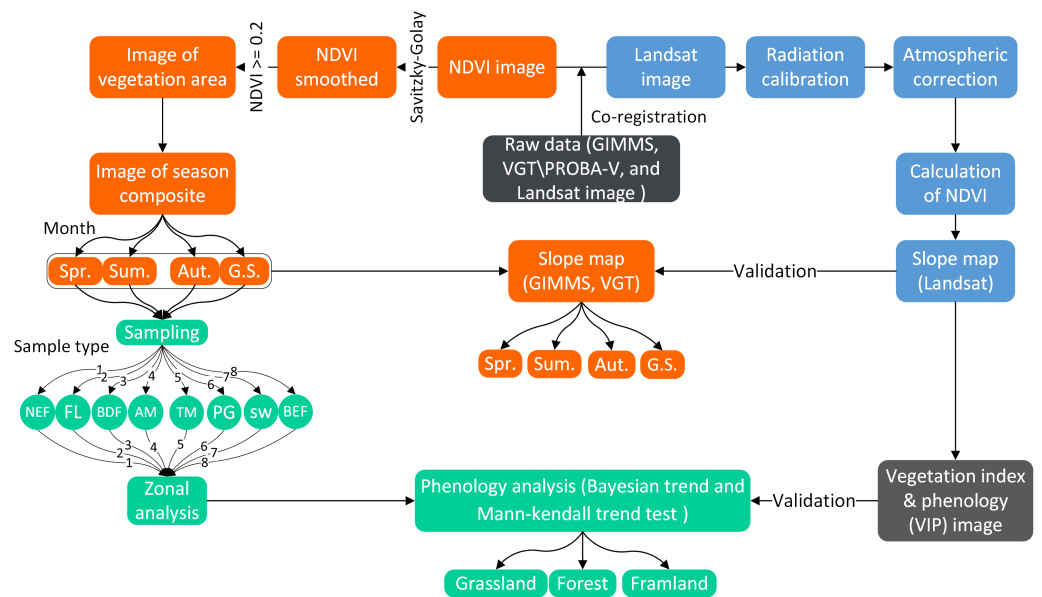 Image of
vegetation area
NDVI >= 0.2
NDVI
smoothed
Savitzky-Golay
NDVI image
Landsat
image
Radiation
calibration
Atmospheric
correction
Co-registration
Raw data (GIMMS,
VGT\PROBA-V, and
Landsat image )
Image of season
composite
Calculation
of NDVI
Month
Spr.
Sum.
Aut.
G.S.
Slope map
(GIMMS, VGT)
Validation
Slope map
(Landsat)
Sampling
Spr.
Sum.
Aut.
G.S.
Sample type
1
2
3
4
5
6
7
8
NEF
FL
BDF
AM
TM
PG
sw
BEF
1
2
3
4
5
6
7
8
Zonal
analysis
Phenology analysis (Bayesian trend and
Mann-kendall trend test )
Validation
Vegetation index
& phenology
(VIP) image
Grassland
Forest
Framland